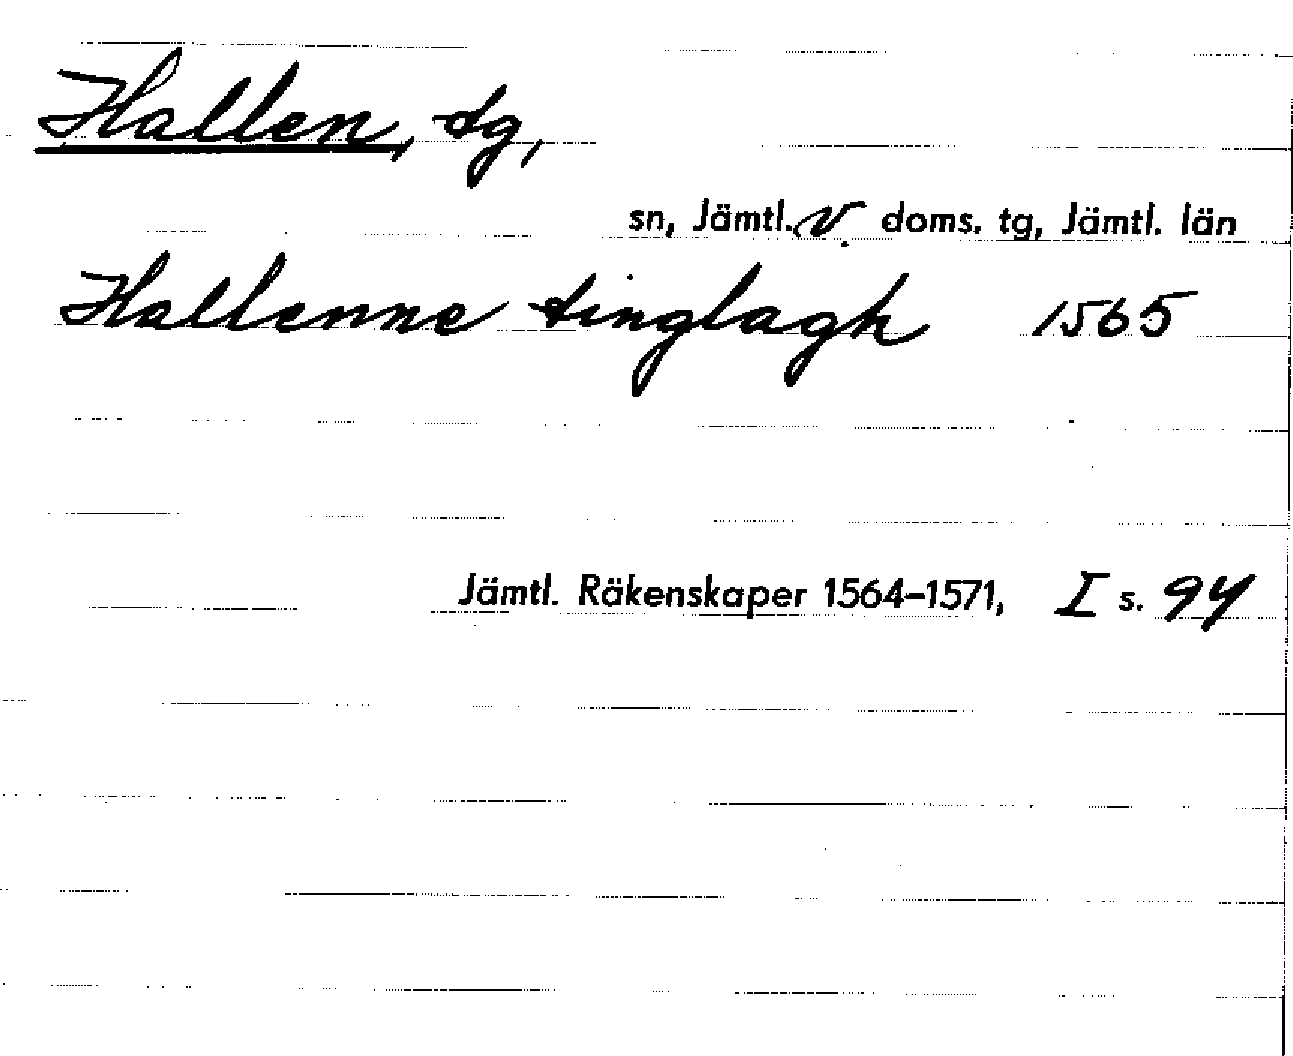 Hallen, tg,
sn, Jämtl. v. doms. tg, Jämtl. län
Hallenne tinglagh 1565
Jämtl. Räkenskaper 1564-1571, I s. 94